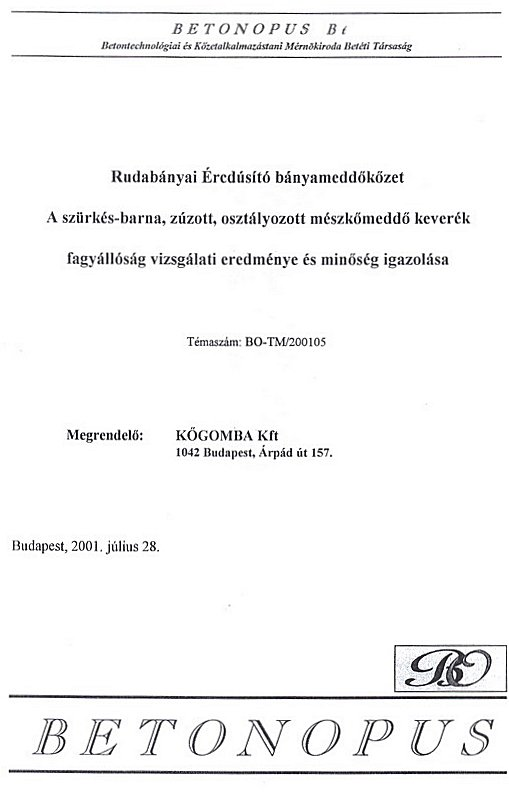 BETONOPUS Bt
Betontechnológiai és Kőzetalkalmazástani Mérnökiroda Betéti Társaság
Rudabányai Ércdúsító bányameddőkőzet
A szürkés-barna, zúzott, osztályozott mészkőmeddő keverék
fagyállóság vizsgálati eredménye és minőség igazolása
Témaszám: BO-TM/200105
Megrendelő: KŐGOMBA Kft
1042 Budapest, Árpád út 157.
Budapest, 2001. július 28.
BO
BETONOPUS